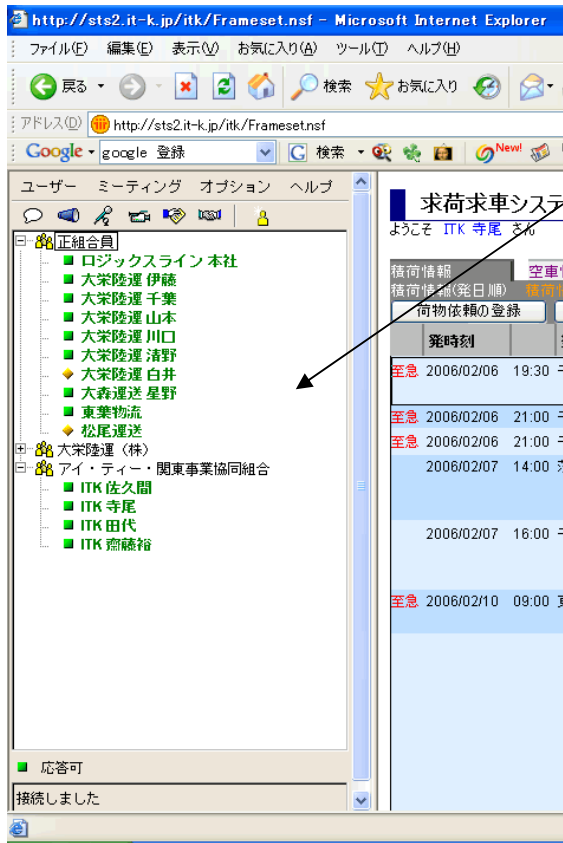 http://sts2.it-k.jp/itk/Frameset.nsf - Microsoft Internet Explorer
ファイル(F) 編集(E) 表示(V) お気に入り(A) ツール(T) ヘルプ(H)
戻る 検索 お気に入り
アドレス(D) http://sts2.it-k.jp/itk/Frameset.nsf
Google google 登録 G 検索 New!
ユーザー ミーティング オプション ヘルプ
正組合員
ロジックスライン 本社
大栄陸運 伊藤
大栄陸運 千葉
大栄陸運 山本
大栄陸運 川口
大栄陸運 清野
大栄陸運 白井
大森運送 星野
東葉物流
松尾運送
大栄陸運（株）
アイ・ティー・関東事業協同組合
ITK 佐久間
ITK 寺尾
ITK 田代
ITK 齋藤裕
応答可
接続しました
求荷求車システ
ようこそ ITK 寺尾 さん
積荷情報 空車
積荷情報(発日順) 積荷
荷物依頼の登録
発時刻
至急 2006/02/06 19:30
至急 2006/02/06 21:00
至急 2006/02/06 21:00
2006/02/07 14:00
2006/02/07 16:00
至急 2006/02/10 09:00